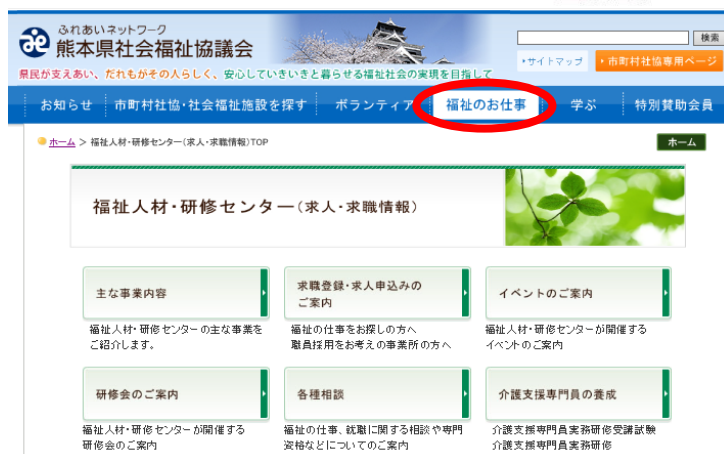 ふれあいネットワーク
熊本県社会福祉協議会
県民が支えあい、だれもがその人らしく、安心していきいきと暮らせる福祉社会の実現を目指して
検索
サイトマップ
市町村社協専用ページ
お知らせ 市町村社協・社会福祉施設を探す ボランティア 福祉のお仕事 学ぶ 特別賛助会員
ホーム > 福祉人材・研修センター(求人・求職情報)TOP
ホーム
福祉人材・研修センター(求人・求職情報)
主な事業内容
福祉人材・研修センターの主な事業を
ご紹介します。
求職登録・求人申込みの
ご案内
福祉の仕事をお探しの方へ
職員採用をお考えの事業所の方へ
イベントのご案内
福祉人材・研修センターが開催する
イベントのご案内
研修会のご案内
福祉人材・研修センターが開催する
研修会のご案内
各種相談
福祉の仕事、就職に関する相談や専門
資格などについてのご案内
介護支援専門員の養成
介護支援専門員実務研修受講試験
介護支援専門員実務研修